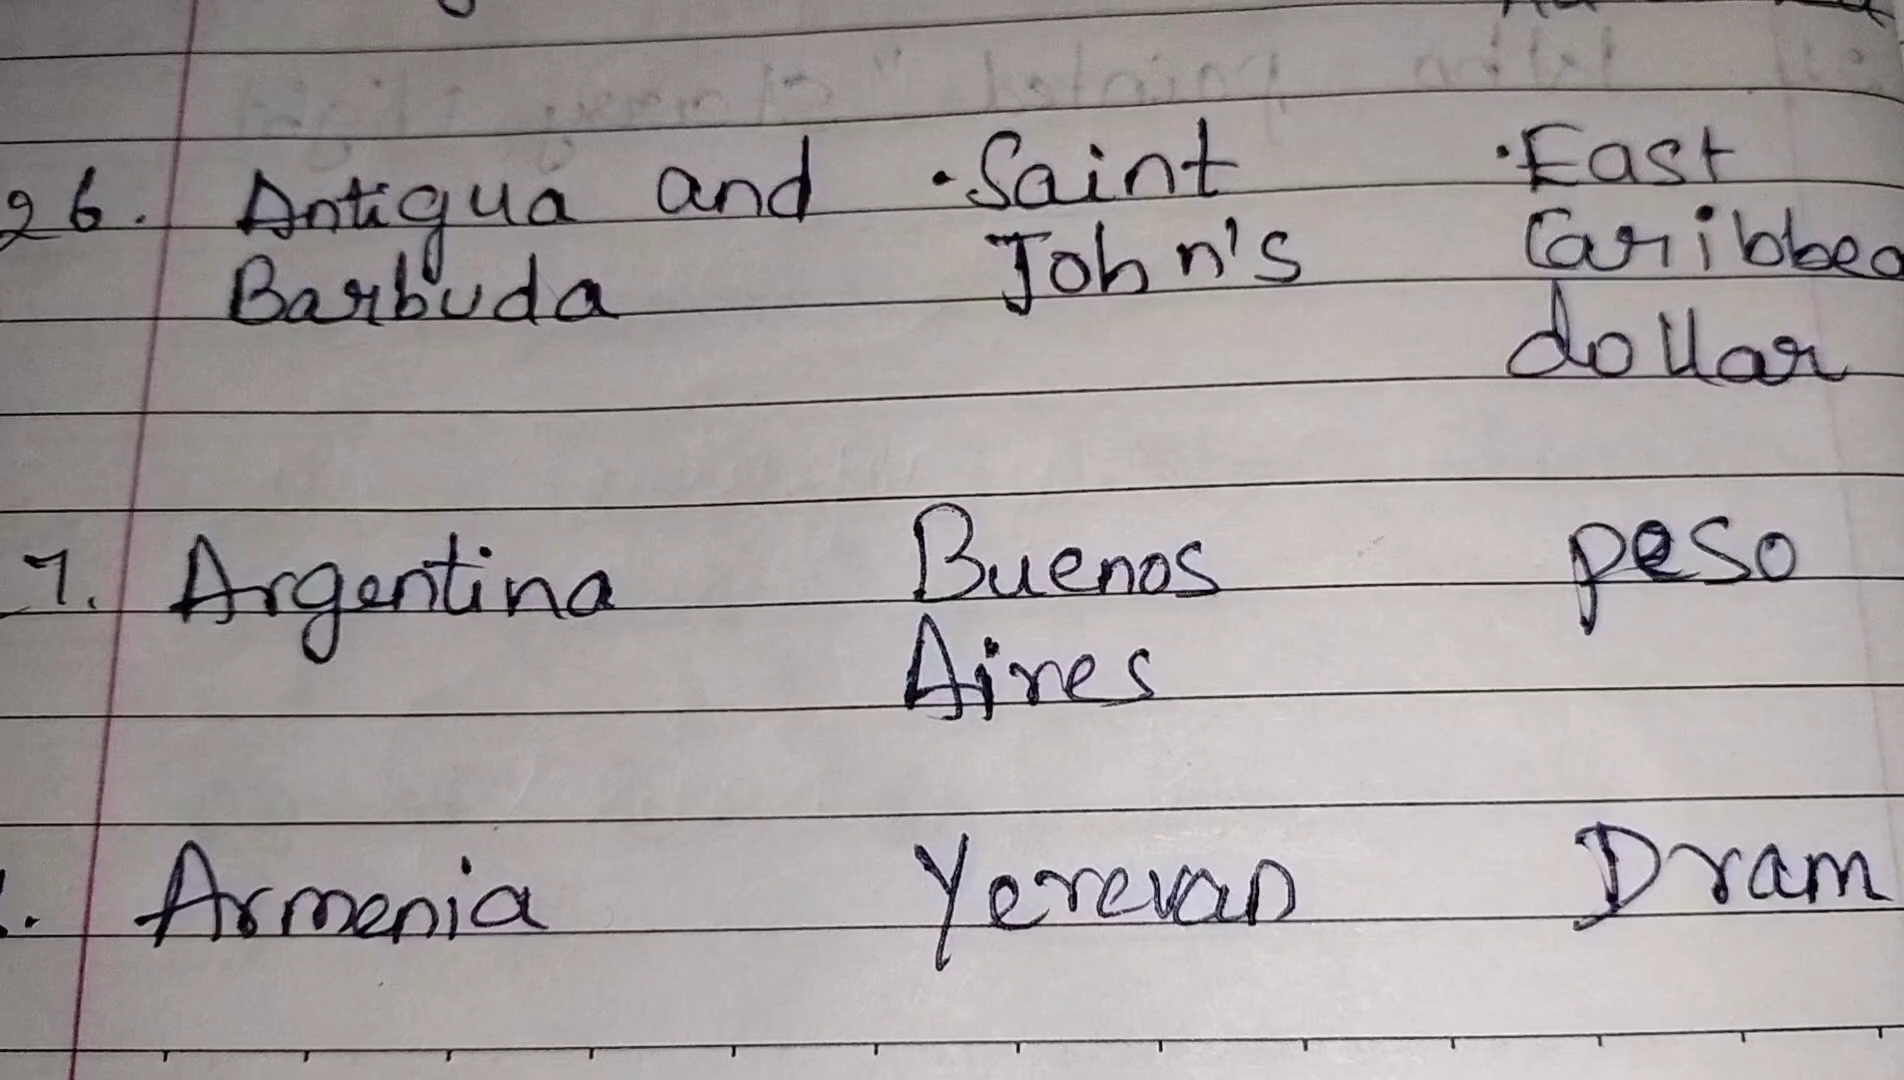 26. Antigua and · Saint · East
Barbuda John's Caribbea
dollar
7. Argentina Buenos peso
Aires
. Armenia Yerevan Dram